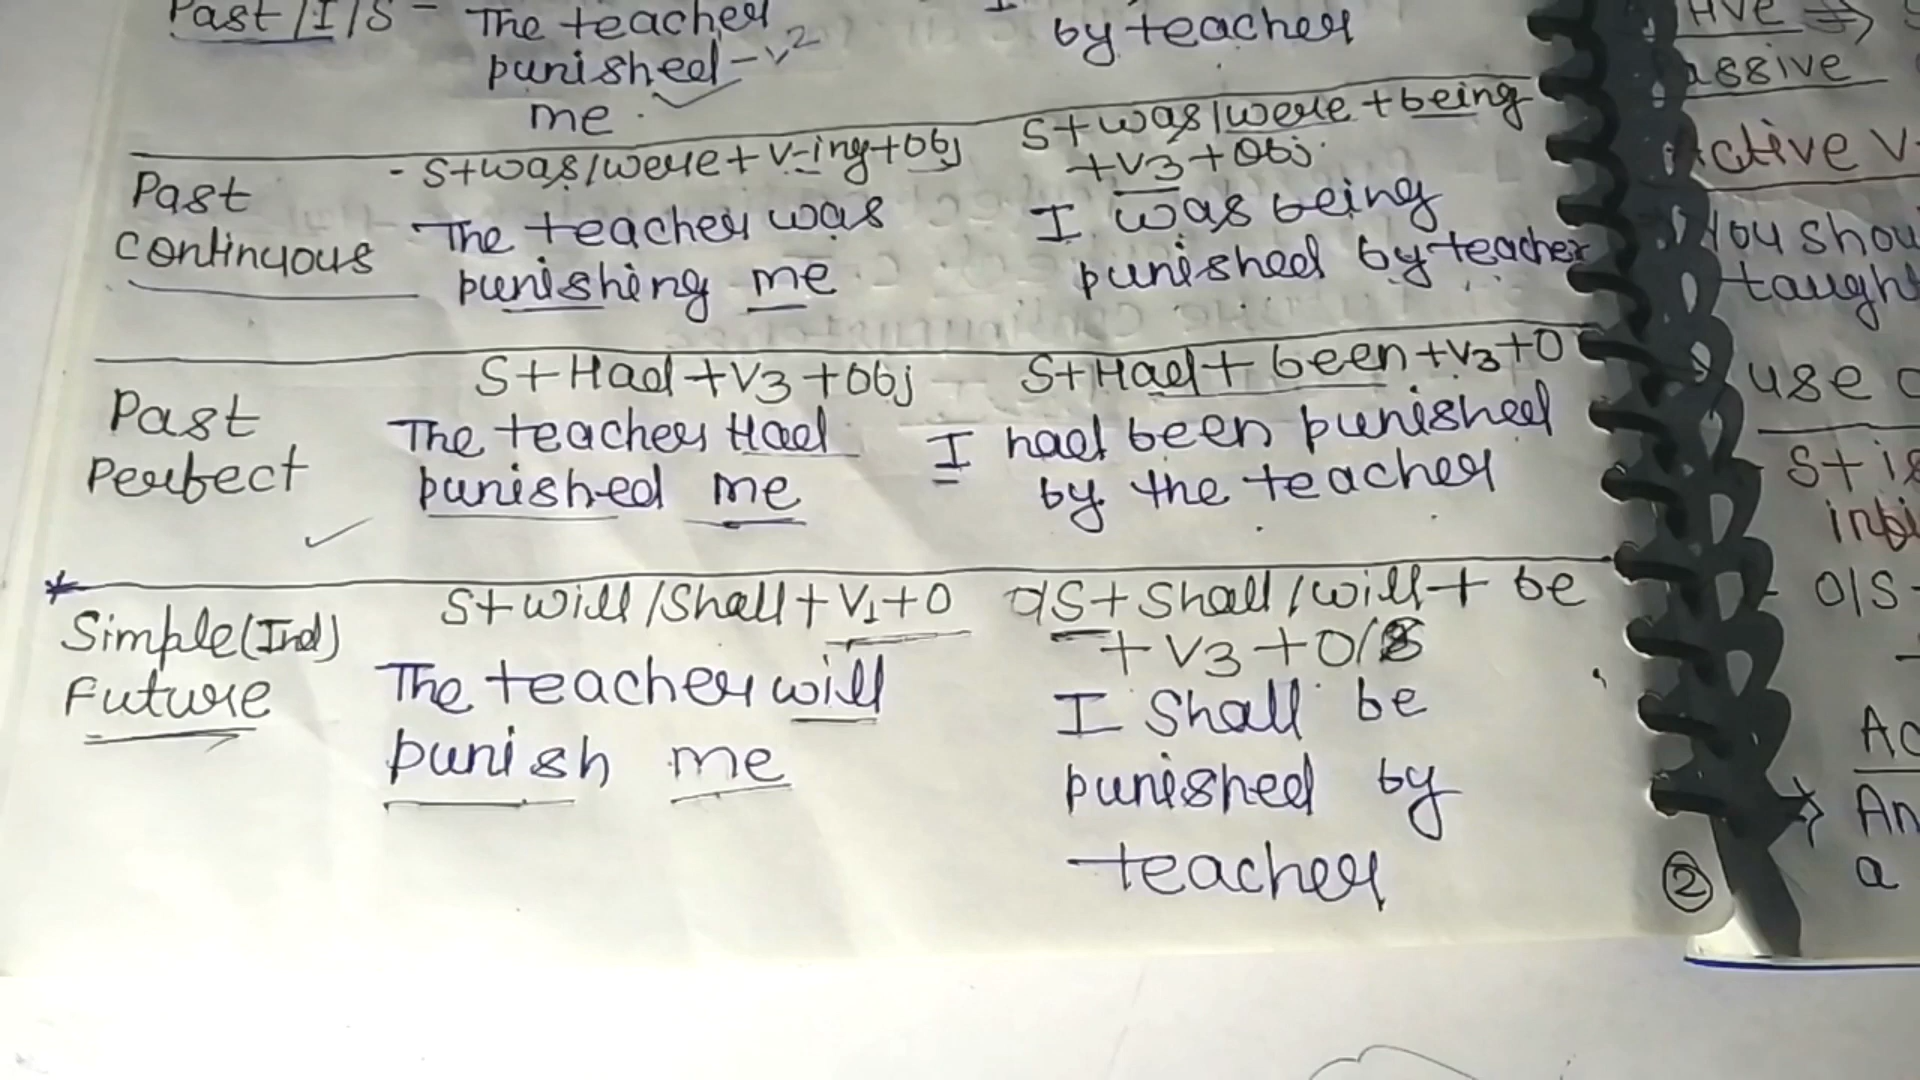 Past/I/S - The teacher
punished - v2
me.
by teacher
Past
Continuous
- S+was/were+v-ing+obj
The teacher was
punishing me
S+was/were+being
+v3+obj.
I was being
punished by teacher
Past
Perfect
S+Had+v3+obj
The teacher Had
punished me
S+Had+been+v3+O
I had been punished
by the teacher
Simple(Ind)
Future
S+will/Shall+V1+O
The teacher will
punish me
O/S+Shall/will+be
+V3+O/S
I Shall be
punished by
teacher
2
assive
ctive v
You shou
taugh
use
S+is
O/S
Ac
An
a